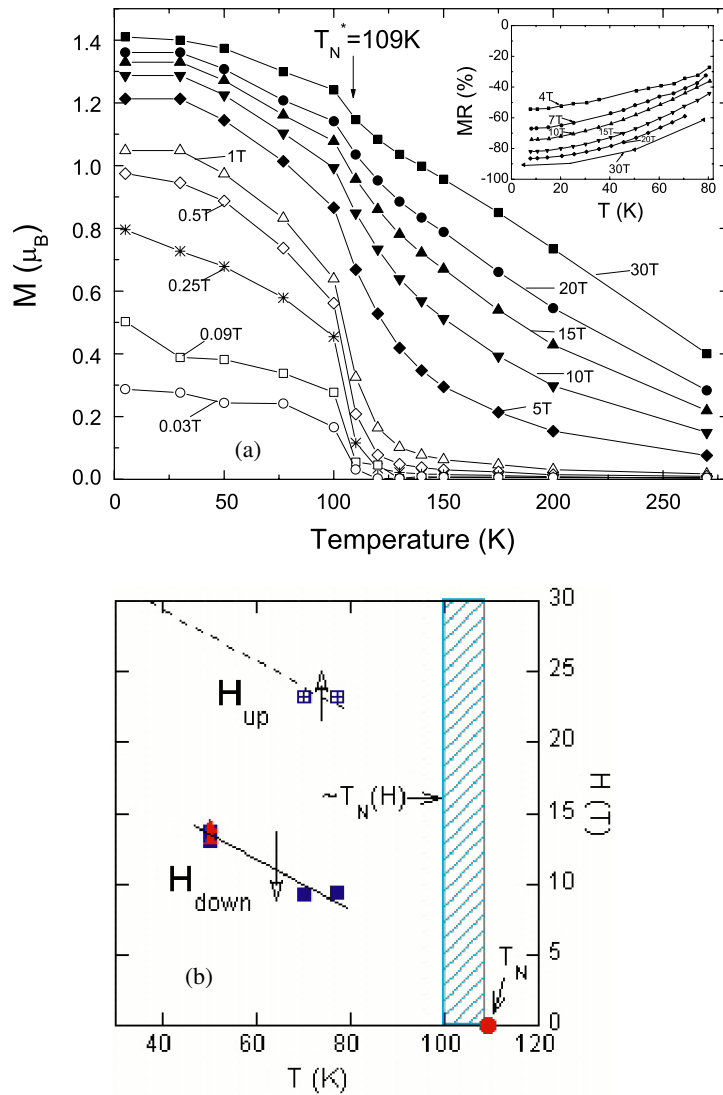 T_N^* =109K
1.4
1.2
1.0
0.8
0.6
0.4
0.2
0.0
M (μ_B)
1T
0.5T
0.25T
0.09T
0.03T
(a)
30T
20T
15T
10T
5T
0
50
100
150
200
250
Temperature (K)
MR (%)
-20
-40
-60
-80
-100
4T
7T
10T
15T
20T
30T
0
20
40
60
80
T (K)
H_up
H_down
~T_N(H)
T_N
(b)
30
25
20
15
10
5
0
H (T)
40
60
80
100
120
T (K)